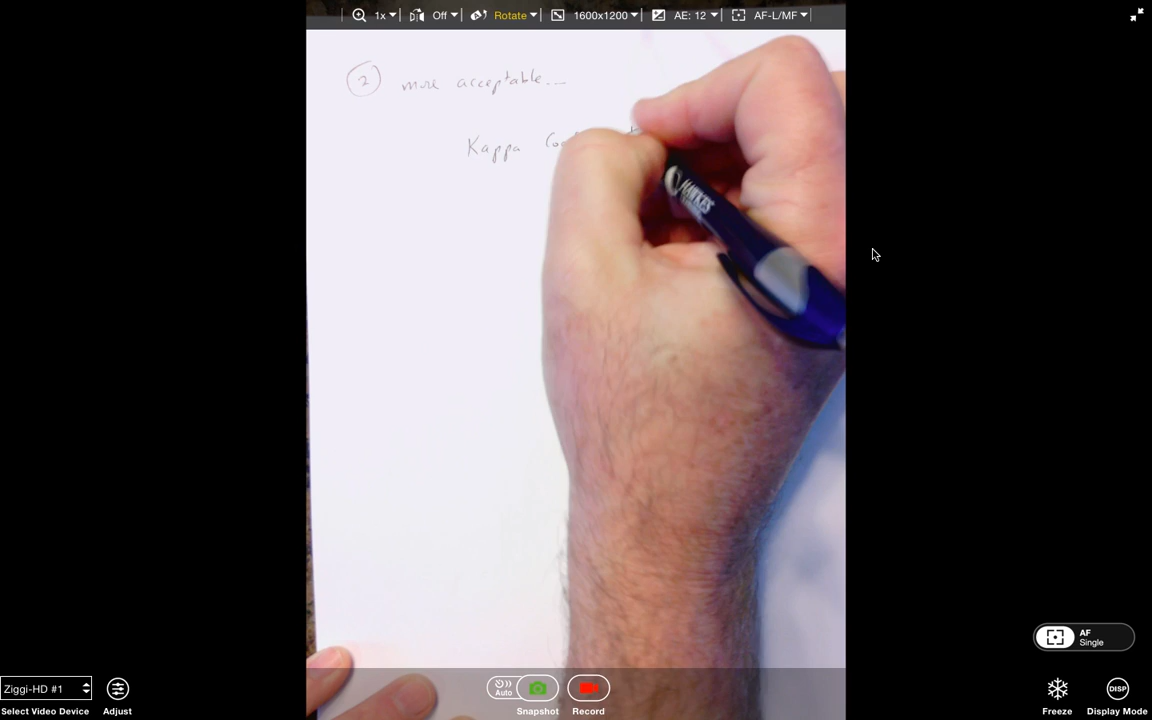 1x Off Rotate 1600x1200 AE: 12 AF-L/MF
② more acceptable...
Kappa
HAWKES
AF
Single
Ziggi-HD #1
Auto
Select Video Device Adjust Snapshot Record Freeze Display Mode
DISP